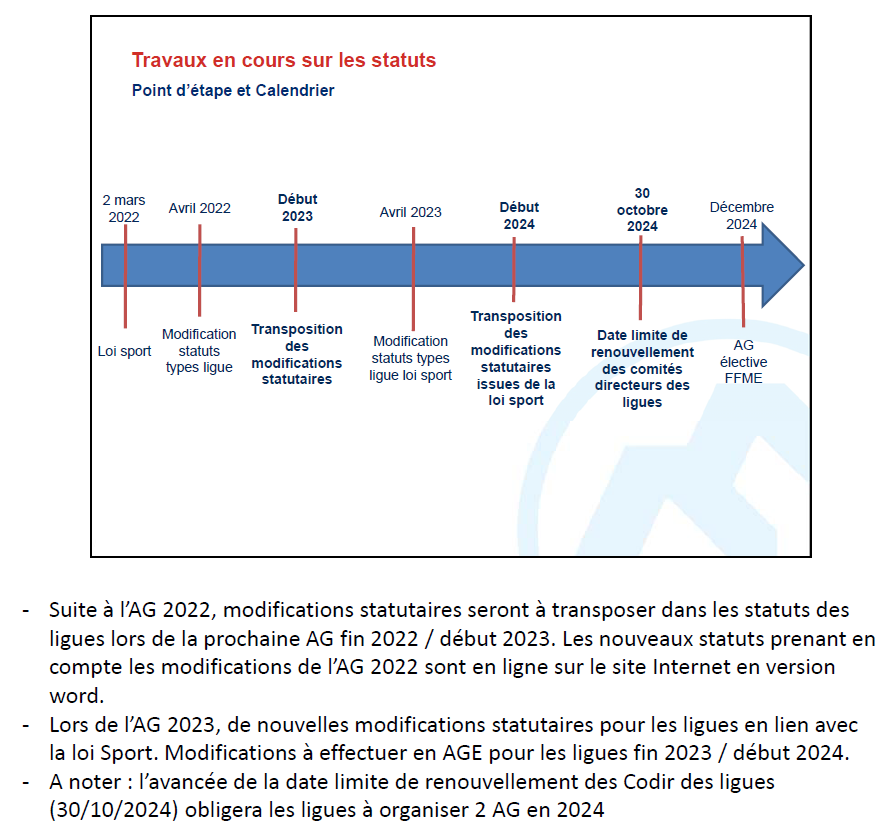 Travaux en cours sur les statuts
Point d'étape et Calendrier
2 mars
2022
Avril 2022
Début
2023
Avril 2023
Début
2024
30
octobre
2024
Décembre
2024
Loi sport
Modification
statuts
types ligue
Transposition
des
modifications
statutaires
Modification
statuts types
ligue loi sport
Transposition
des
modifications
statutaires
issues de la
loi sport
Date limite de
renouvellement
des comités
directeurs des
ligues
AG
élective
FFME
- Suite à l'AG 2022, modifications statutaires seront à transposer dans les statuts des
ligues lors de la prochaine AG fin 2022 / début 2023. Les nouveaux statuts prenant en
compte les modifications de l'AG 2022 sont en ligne sur le site Internet en version
word.
- Lors de l'AG 2023, de nouvelles modifications statutaires pour les ligues en lien avec
la loi Sport. Modifications à effectuer en AGE pour les ligues fin 2023 / début 2024.
- A noter : l'avancée de la date limite de renouvellement des Codir des ligues
(30/10/2024) obligera les ligues à organiser 2 AG en 2024